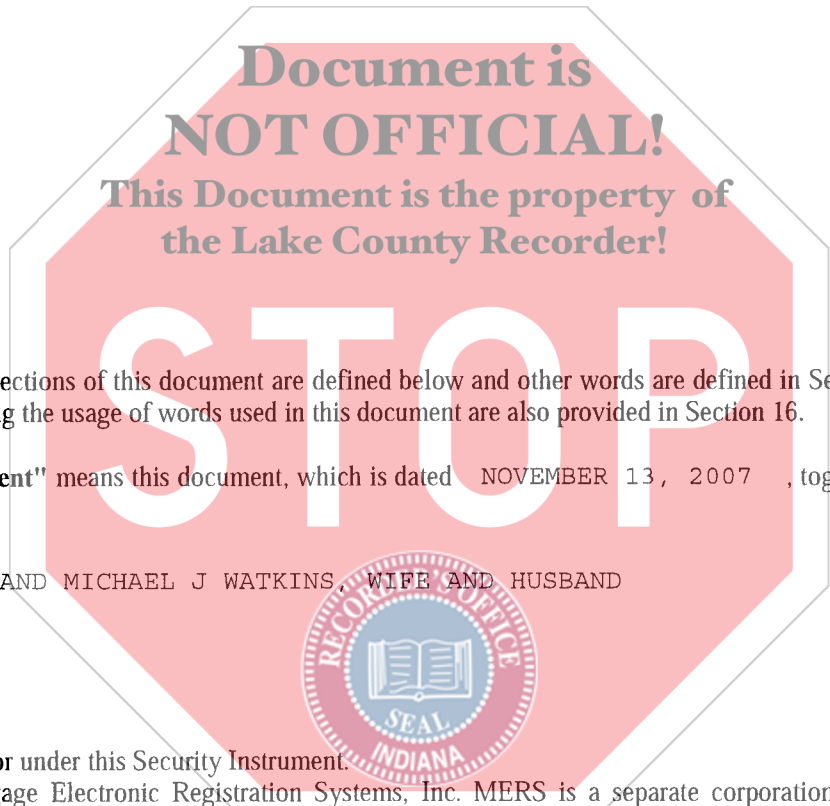 Document is
NOT OFFICIAL!
This Document is the property of
the Lake County Recorder!
STOP
ections of this document are defined below and other words are defined in Se
g the usage of words used in this document are also provided in Section 16.
ent" means this document, which is dated NOVEMBER 13, 2007 , tog
AND MICHAEL J WATKINS, WIFE AND HUSBAND
RECORDER'S OFFICE
SEAL
INDIANA
or under this Security Instrument.
age Electronic Registration Systems, Inc. MERS is a separate corporation